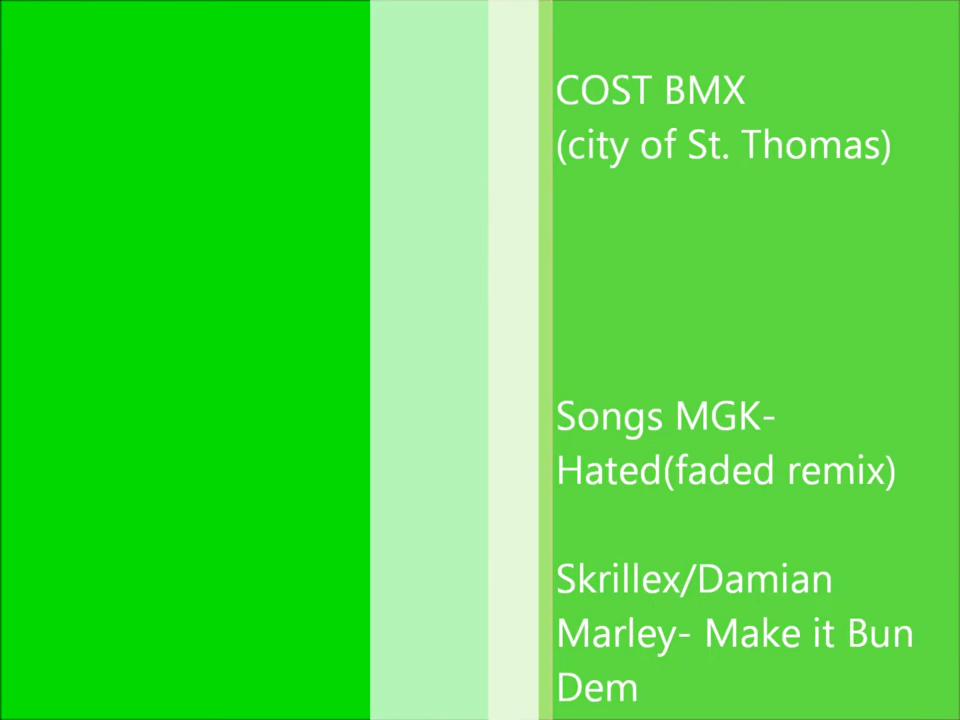 COST BMX
(city of St. Thomas)
Songs MGK-
Hated(faded remix)
Skrillex/Damian
Marley- Make it Bun
Dem